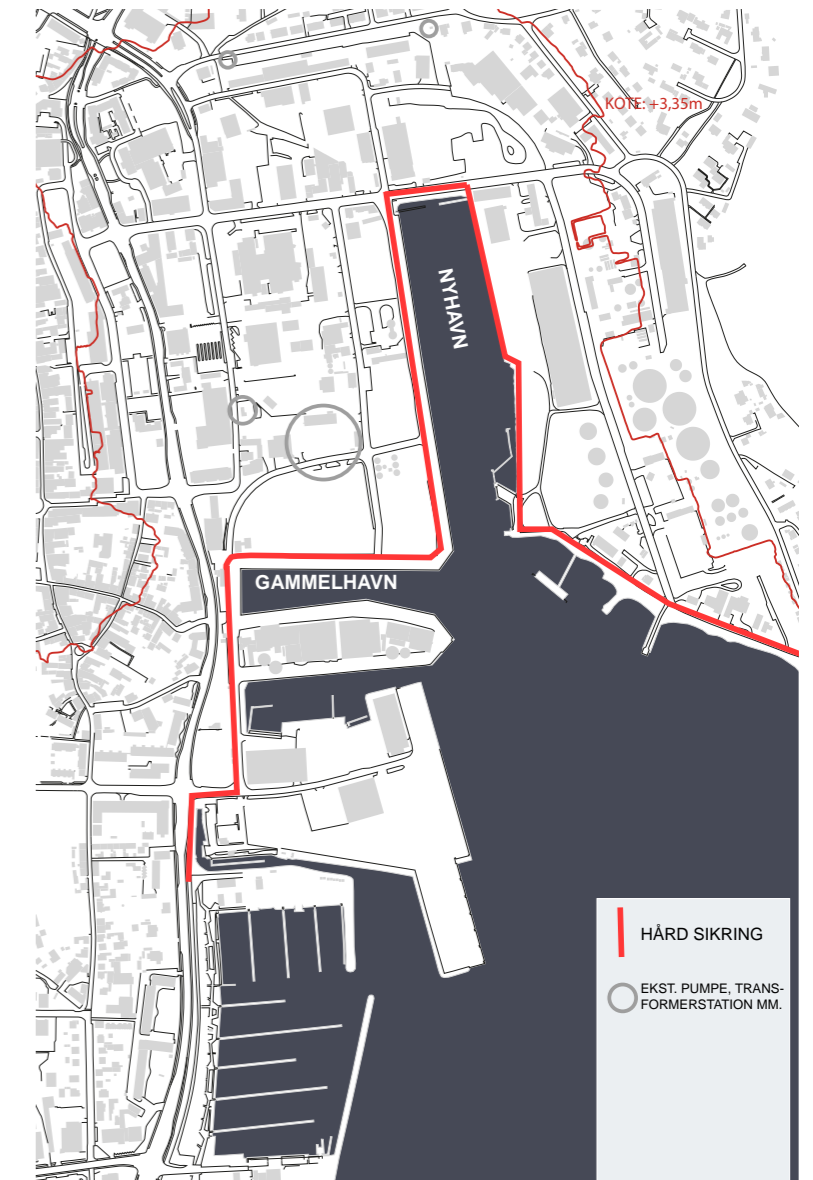 KOTE: +3,35m
NYHAVN
GAMMELHAVN
HÅRD SIKRING
EKST. PUMPE, TRANS-
FORMERSTATION MM.